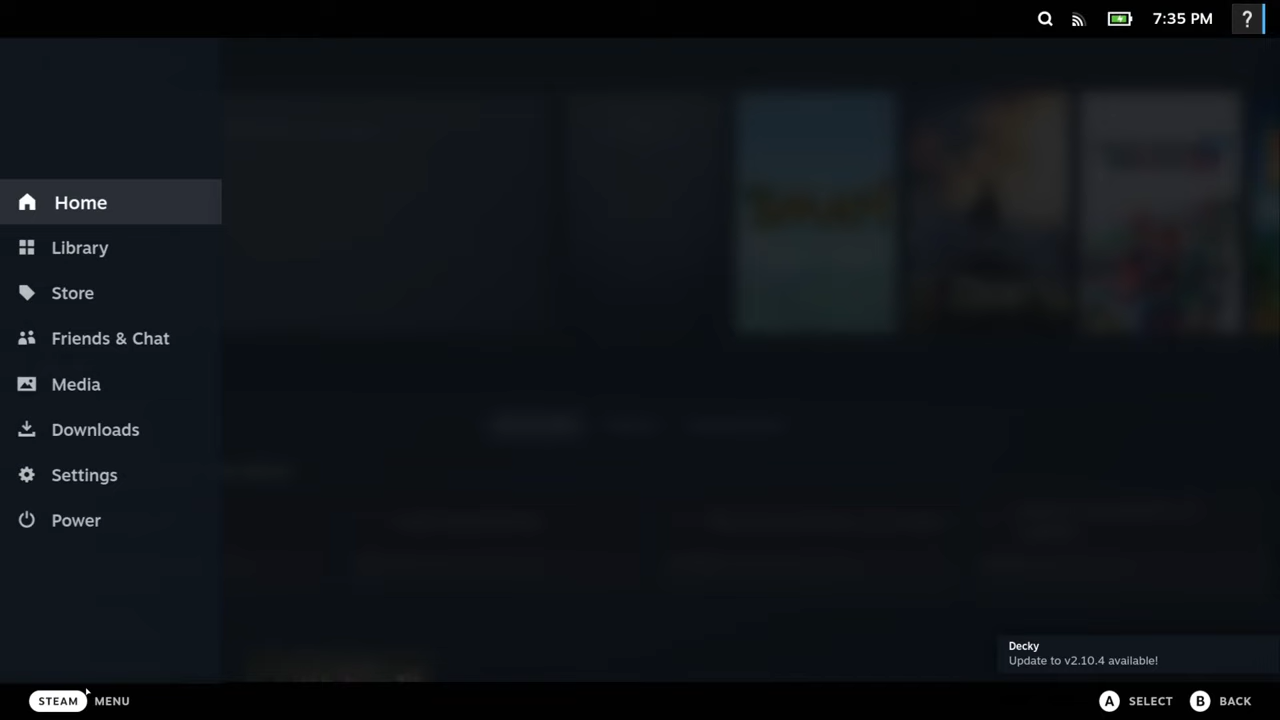 7:35 PM
?
Home
Library
Store
Friends & Chat
Media
Downloads
Settings
Power
Decky
Update to v2.10.4 available!
STEAM MENU
A SELECT B BACK